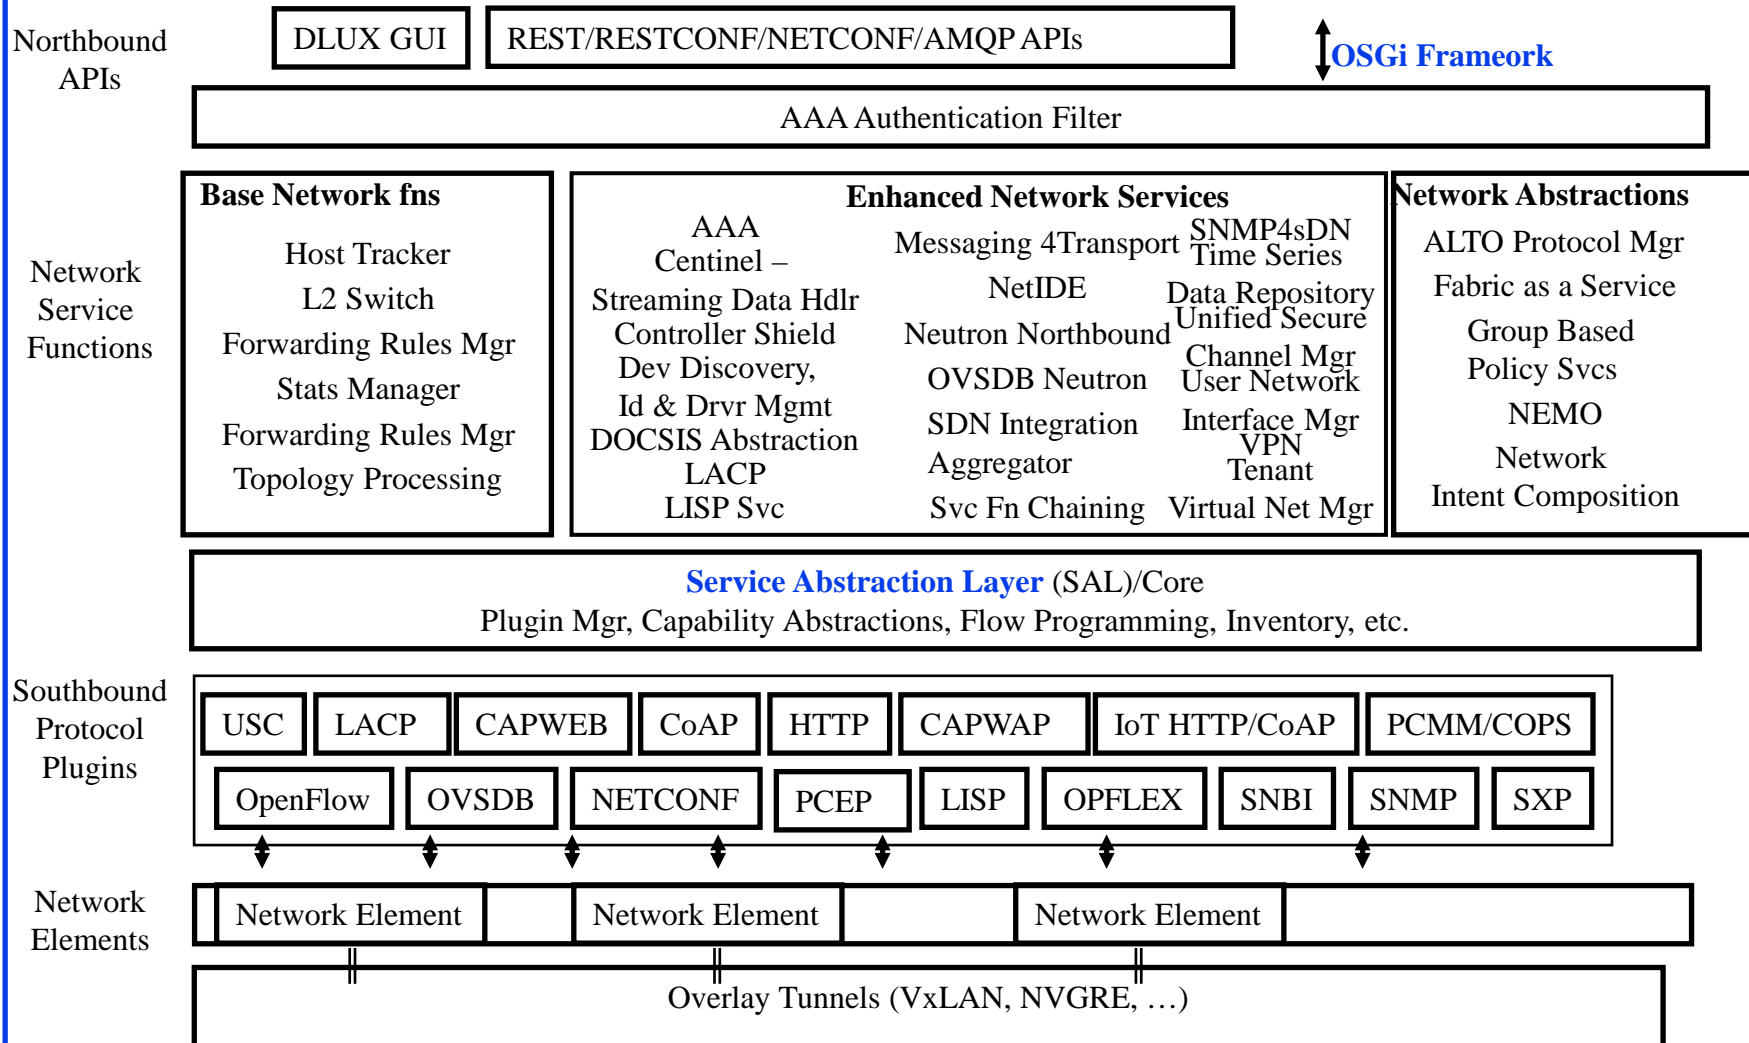 Northbound
APIs
DLUX GUI
REST/RESTCONF/NETCONF/AMQP APIs
OSGi Frameork
AAA Authentication Filter
Network
Service
Functions
Base Network fns
Host Tracker
L2 Switch
Forwarding Rules Mgr
Stats Manager
Forwarding Rules Mgr
Topology Processing
Enhanced Network Services
AAA
Centinel –
Streaming Data Hdlr
Controller Shield
Dev Discovery,
Id & Drvr Mgmt
DOCSIS Abstraction
LACP
LISP Svc
Messaging 4Transport
NetIDE
Neutron Northbound
OVSDB Neutron
SDN Integration
Aggregator
Svc Fn Chaining
SNMP4sDN
Time Series
Data Repository
Unified Secure
Channel Mgr
User Network
Interface Mgr
VPN
Tenant
Virtual Net Mgr
Network Abstractions
ALTO Protocol Mgr
Fabric as a Service
Group Based
Policy Svcs
NEMO
Network
Intent Composition
Service Abstraction Layer (SAL)/Core
Plugin Mgr, Capability Abstractions, Flow Programming, Inventory, etc.
Southbound
Protocol
Plugins
USC
LACP
CAPWEB
CoAP
HTTP
CAPWAP
IoT HTTP/CoAP
PCMM/COPS
OpenFlow
OVSDB
NETCONF
PCEP
LISP
OPFLEX
SNBI
SNMP
SXP
Network
Elements
Network Element
Network Element
Network Element
Overlay Tunnels (VxLAN, NVGRE, …)